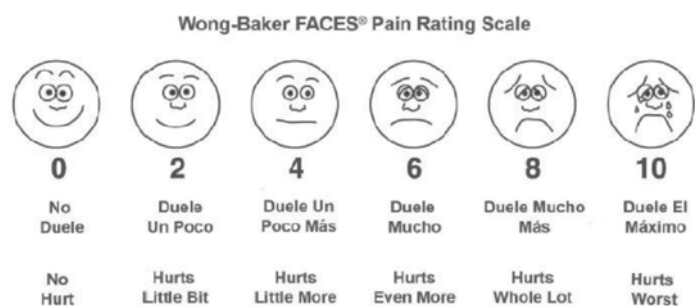 Wong-Baker FACES® Pain Rating Scale
0 2 4 6 8 10
No Duele Duele Un Duele Duele Mucho Duele El
Duele Un Poco Poco Más Mucho Más Máximo
No Hurts Hurts Hurts Hurts Hurts
Hurt Little Bit Little More Even More Whole Lot Worst